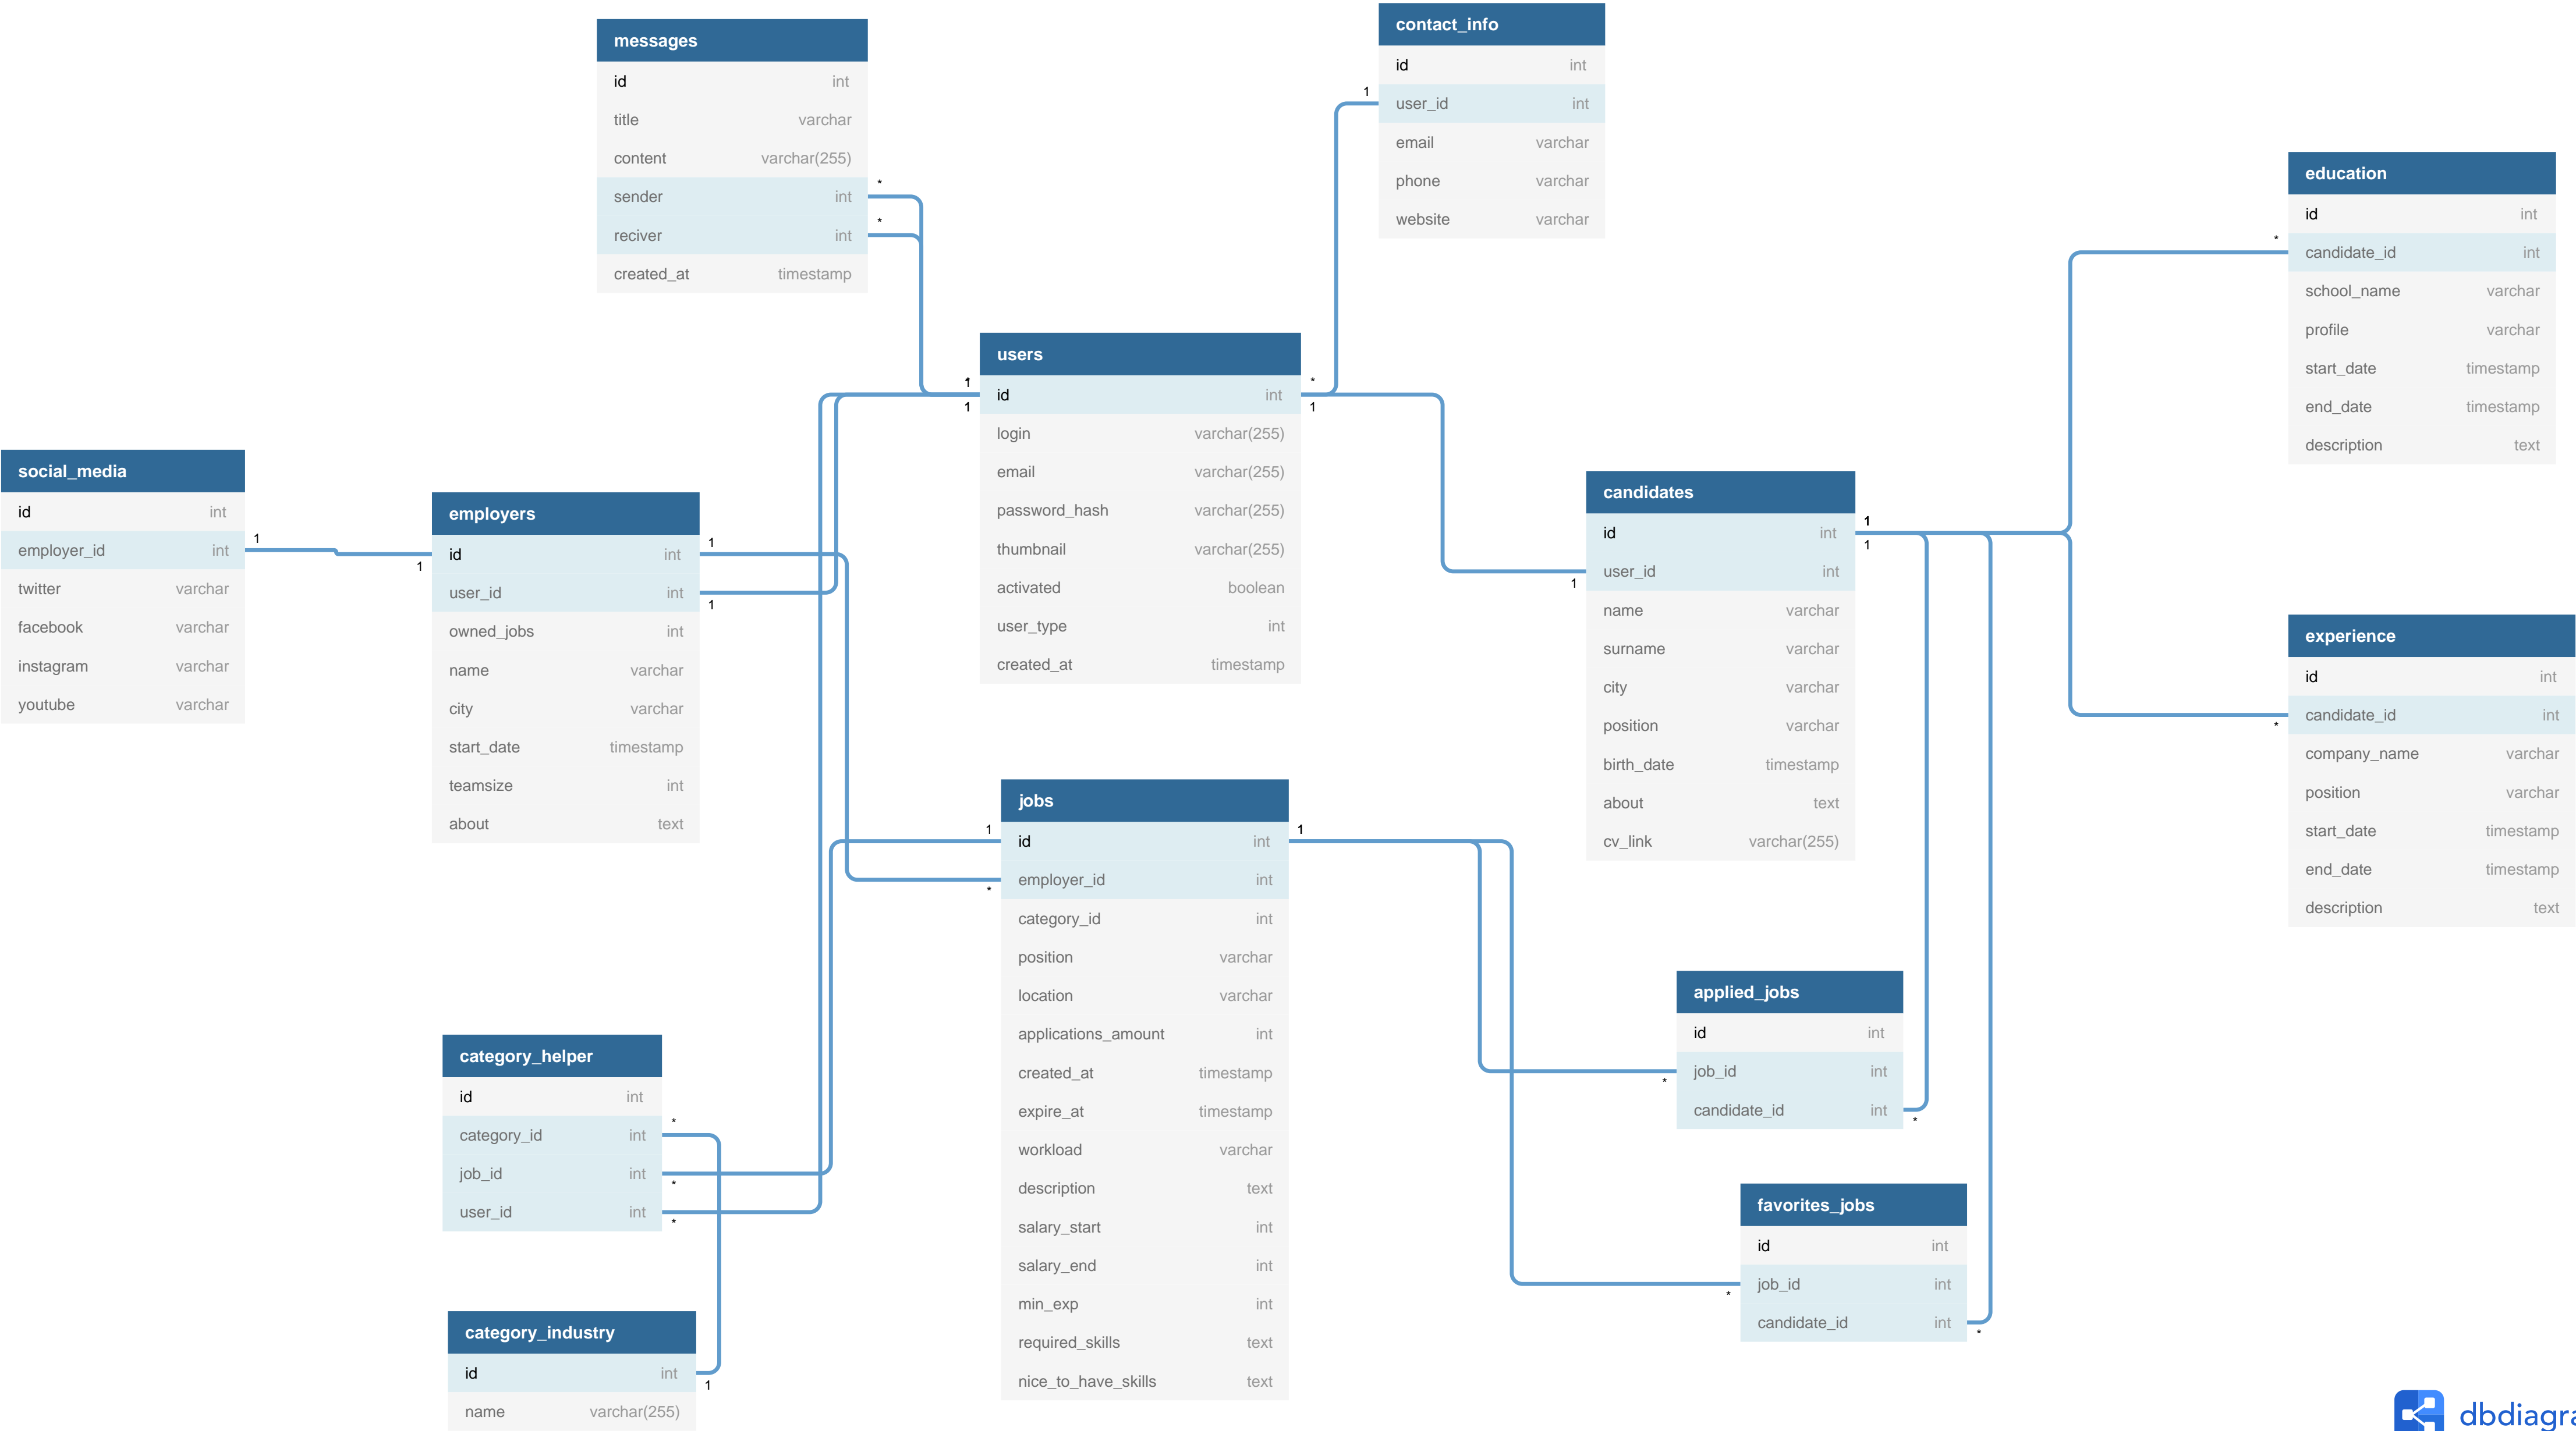 messages
id int
title varchar
content varchar(255)
sender int
reciver int
created_at timestamp
contact_info
id int
user_id int
email varchar
phone varchar
website varchar
education
id int
candidate_id int
school_name varchar
profile varchar
start_date timestamp
end_date timestamp
description text
users
id int
login varchar(255)
email varchar(255)
password_hash varchar(255)
thumbnail varchar(255)
activated boolean
user_type int
created_at timestamp
social_media
id int
employer_id int
twitter varchar
facebook varchar
instagram varchar
youtube varchar
employers
id int
user_id int
owned_jobs int
name varchar
city varchar
start_date timestamp
teamsize int
about text
candidates
id int
user_id int
name varchar
surname varchar
city varchar
position varchar
birth_date timestamp
about text
cv_link varchar(255)
experience
id int
candidate_id int
company_name varchar
position varchar
start_date timestamp
end_date timestamp
description text
jobs
id int
employer_id int
category_id int
position varchar
location varchar
applications_amount int
created_at timestamp
expire_at timestamp
workload varchar
description text
salary_start int
salary_end int
min_exp int
required_skills text
nice_to_have_skills text
applied_jobs
id int
job_id int
candidate_id int
category_helper
id int
category_id int
job_id int
user_id int
favorites_jobs
id int
job_id int
candidate_id int
category_industry
id int
name varchar(255)